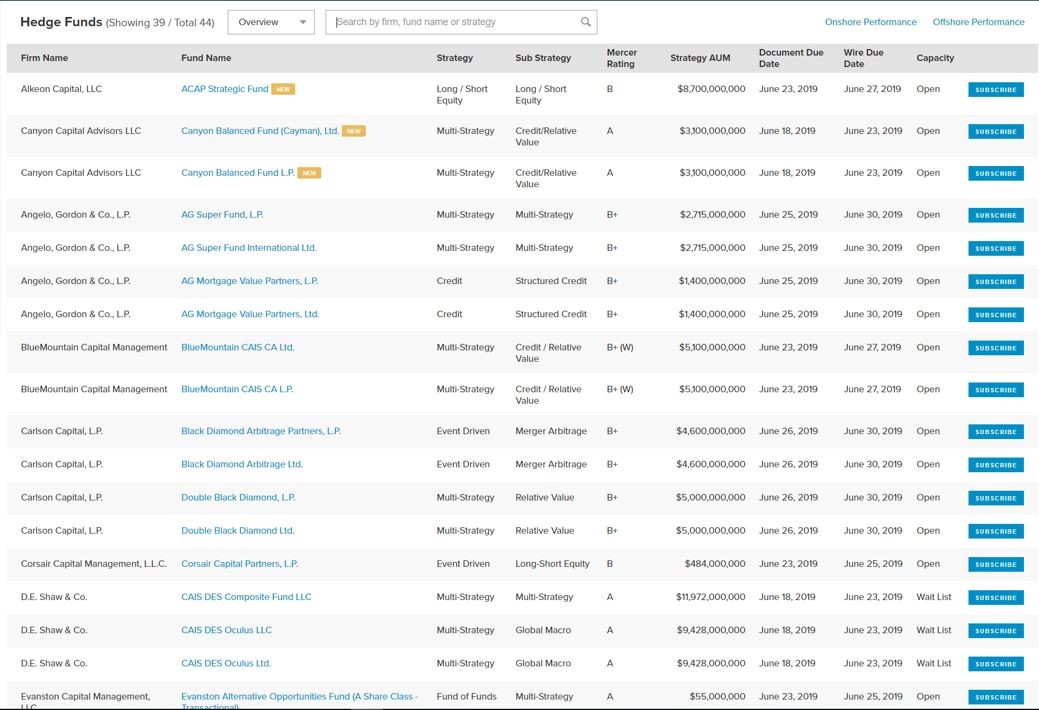 Hedge Funds (Showing 39 / Total 44) Overview Search by firm, fund name or strategy Onshore Performance Offshore Performance
Firm Name Fund Name Strategy Sub Strategy Mercer Rating Strategy AUM Document Due Date Wire Due Date Capacity
Alkeon Capital, LLC ACAP Strategic Fund NEW Long / Short Equity Long / Short Equity B $8,700,000,000 June 23, 2019 June 27, 2019 Open SUBSCRIBE
Canyon Capital Advisors LLC Canyon Balanced Fund (Cayman), Ltd. NEW Multi-Strategy Credit/Relative Value A $3,100,000,000 June 18, 2019 June 23, 2019 Open SUBSCRIBE
Canyon Capital Advisors LLC Canyon Balanced Fund L.P. NEW Multi-Strategy Credit/Relative Value A $3,100,000,000 June 18, 2019 June 23, 2019 Open SUBSCRIBE
Angelo, Gordon & Co., L.P. AG Super Fund, L.P. Multi-Strategy Multi-Strategy B+ $2,715,000,000 June 25, 2019 June 30, 2019 Open SUBSCRIBE
Angelo, Gordon & Co., L.P. AG Super Fund International Ltd. Multi-Strategy Multi-Strategy B+ $2,715,000,000 June 25, 2019 June 30, 2019 Open SUBSCRIBE
Angelo, Gordon & Co., L.P. AG Mortgage Value Partners, L.P. Credit Structured Credit B+ $1,400,000,000 June 25, 2019 June 30, 2019 Open SUBSCRIBE
Angelo, Gordon & Co., L.P. AG Mortgage Value Partners, Ltd. Credit Structured Credit B+ $1,400,000,000 June 25, 2019 June 30, 2019 Open SUBSCRIBE
BlueMountain Capital Management BlueMountain CAIS CA Ltd. Multi-Strategy Credit / Relative Value B+ (W) $5,100,000,000 June 23, 2019 June 27, 2019 Open SUBSCRIBE
BlueMountain Capital Management BlueMountain CAIS CA L.P. Multi-Strategy Credit / Relative Value B+ (W) $5,100,000,000 June 23, 2019 June 27, 2019 Open SUBSCRIBE
Carlson Capital, L.P. Black Diamond Arbitrage Partners, L.P. Event Driven Merger Arbitrage B+ $4,600,000,000 June 26, 2019 June 30, 2019 Open SUBSCRIBE
Carlson Capital, L.P. Black Diamond Arbitrage Ltd. Event Driven Merger Arbitrage B+ $4,600,000,000 June 26, 2019 June 30, 2019 Open SUBSCRIBE
Carlson Capital, L.P. Double Black Diamond, L.P. Multi-Strategy Relative Value B+ $5,000,000,000 June 26, 2019 June 30, 2019 Open SUBSCRIBE
Carlson Capital, L.P. Double Black Diamond Ltd. Multi-Strategy Relative Value B+ $5,000,000,000 June 26, 2019 June 30, 2019 Open SUBSCRIBE
Corsair Capital Management, L.L.C. Corsair Capital Partners, L.P. Event Driven Long-Short Equity B $484,000,000 June 23, 2019 June 25, 2019 Open SUBSCRIBE
D.E. Shaw & Co. CAIS DES Composite Fund LLC Multi-Strategy Multi-Strategy A $11,972,000,000 June 18, 2019 June 23, 2019 Wait List SUBSCRIBE
D.E. Shaw & Co. CAIS DES Oculus LLC Multi-Strategy Global Macro A $9,428,000,000 June 18, 2019 June 23, 2019 Wait List SUBSCRIBE
D.E. Shaw & Co. CAIS DES Oculus Ltd. Multi-Strategy Global Macro A $9,428,000,000 June 18, 2019 June 23, 2019 Wait List SUBSCRIBE
Evanston Capital Management, LLC Evanston Alternative Opportunities Fund (A Share Class - Transactional) Fund of Funds Multi-Strategy A $55,000,000 June 23, 2019 June 25, 2019 Open SUBSCRIBE